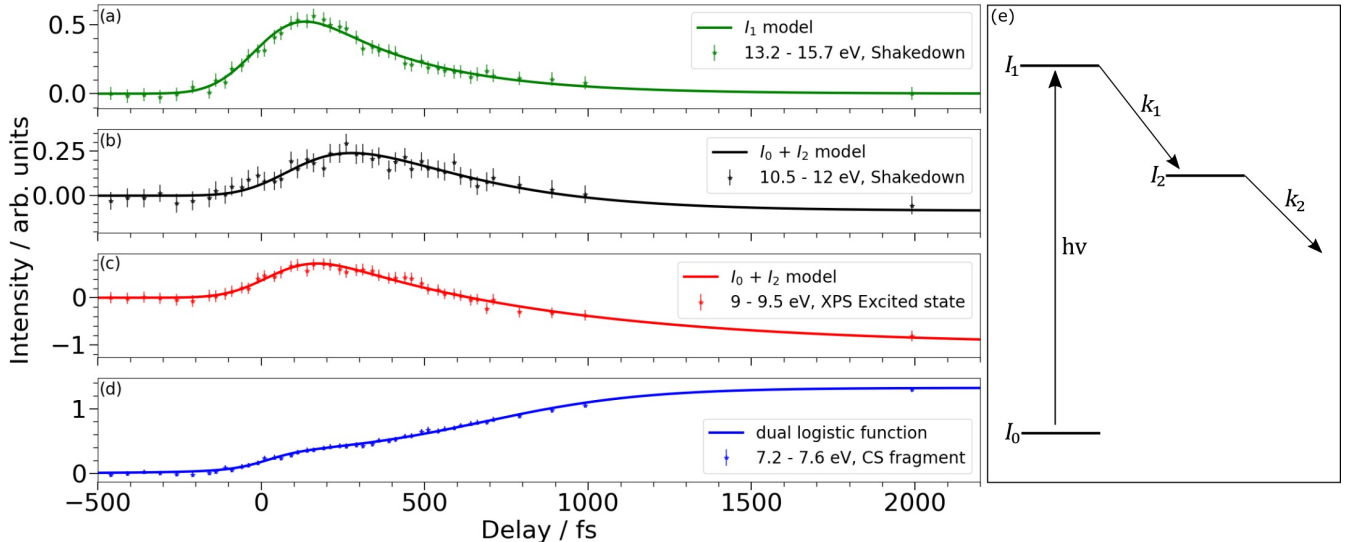 (a)
0.5
0.0
I₁ model
13.2 - 15.7 eV, Shakedown
(b)
0.25
0.00
I₀ + I₂ model
10.5 - 12 eV, Shakedown
(c)
0
−1
I₀ + I₂ model
9 - 9.5 eV, XPS Excited state
(d)
1
0
dual logistic function
7.2 - 7.6 eV, CS fragment
−500 0 500 1000 1500 2000
Delay / fs
Intensity / arb. units
(e)
I₁
k₁
I₂
k₂
hv
I₀